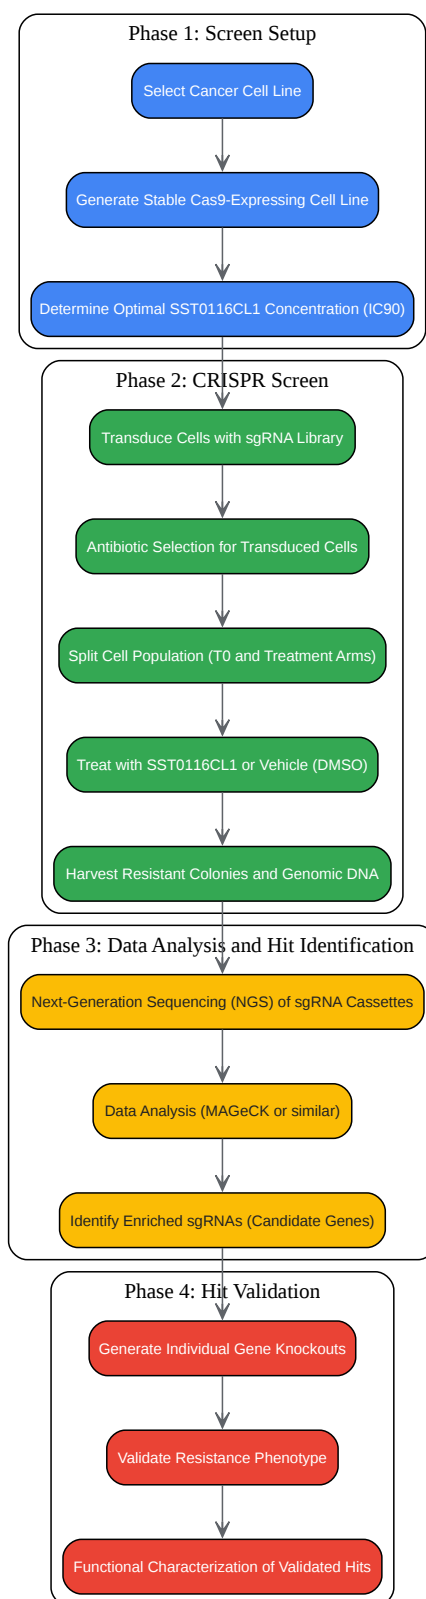 Phase 1: Screen Setup
Select Cancer Cell Line
Generate Stable Cas9-Expressing Cell Line
Determine Optimal SST0116CL1 Concentration (IC90)
Phase 2: CRISPR Screen
Transduce Cells with sgRNA Library
Antibiotic Selection for Transduced Cells
Split Cell Population (T0 and Treatment Arms)
Treat with SST0116CL1 or Vehicle (DMSO)
Harvest Resistant Colonies and Genomic DNA
Phase 3: Data Analysis and Hit Identification
Next-Generation Sequencing (NGS) of sgRNA Cassettes
Data Analysis (MAGeCK or similar)
Identify Enriched sgRNAs (Candidate Genes)
Phase 4: Hit Validation
Generate Individual Gene Knockouts
Validate Resistance Phenotype
Functional Characterization of Validated Hits